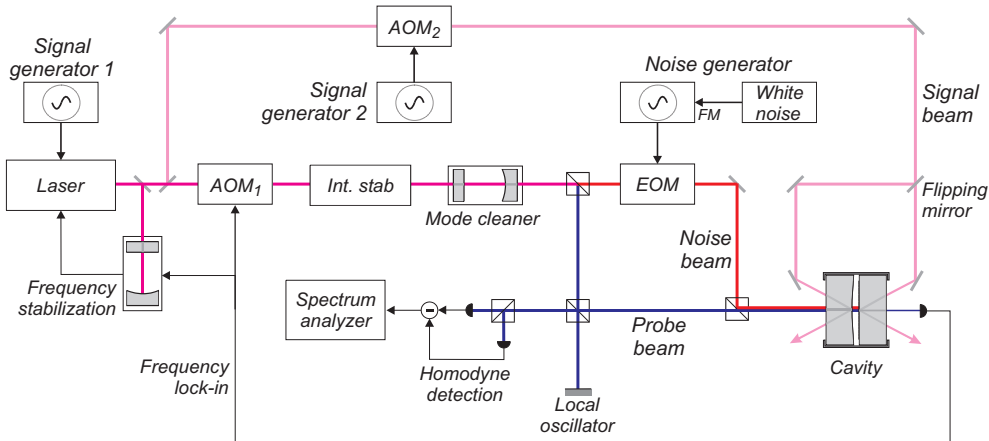 AOM2
Signal
generator 1
Signal
generator 2
Noise generator
FM
White
noise
Signal
beam
Laser
AOM1
Int. stab
Mode cleaner
EOM
Flipping
mirror
Noise
beam
Frequency
stabilization
Spectrum
analyzer
Probe
beam
Homodyne
detection
Frequency
lock-in
Local
oscillator
Cavity